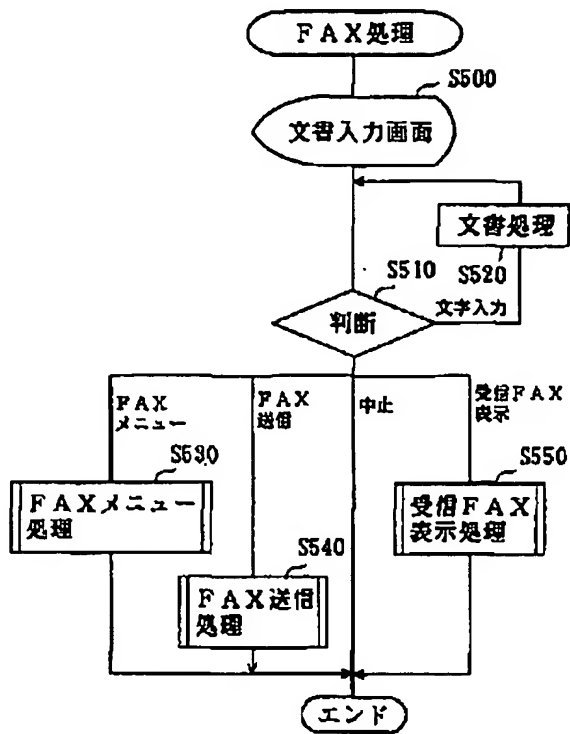 FAX処理
S500
文書入力画面
文書処理
S520
S510
判断
文字入力
FAX
メニュー
FAX
送信
中止
受信FAX
表示
S530
FAXメニュー
処理
S540
FAX送信
処理
S550
受信FAX
表示処理
エンド